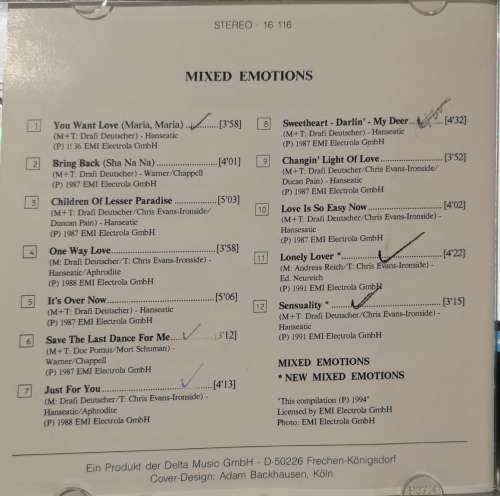 STEREO · 16 116
MIXED EMOTIONS
1 You Want Love (Maria, Maria) ..........[3'58]
(M+T: Drafi Deutscher) - Hanseatic
(P) 1986 EMI Electrola GmbH
2 Bring Back (Sha Na Na)..........[4'01]
(M+T: Drafi Deutscher) - Warner/Chappell
(P) 1987 EMI Electrola GmbH
3 Children Of Lesser Paradise ..........[5'03]
(M+T: Drafi Deutscher/Chris Evans-Ironside/
Duncan Pain) - Hanseatic
(P) 1987 EMI Electrola GmbH
4 One Way Love..........[3'58]
(M: Drafi Deutscher/T: Chris Evans-Ironside) -
Hanseatic/Aphrodite
(P) 1988 EMI Electrola GmbH
5 It's Over Now ..........[5'06]
(M+T: Drafi Deutscher/Chris Evans-Ironside) -
Hanseatic
(P) 1987 EMI Electrola GmbH
6 Save The Last Dance For Me..........[3'12]
(M+T: Doc Pomus/Mort Schuman) -
Warner/Chappell
(P) 1987 EMI Electrola GmbH
7 Just For You ..........[4'13]
(M: Drafi Deutscher/T: Chris Evans-Ironside) -
Hanseatic/Aphrodite
(P) 1988 EMI Electrola GmbH
8 Sweetheart - Darlin' - My Deer..........[4'32]
(M+T: Drafi Deutscher) - Hanseatic
(P) 1987 EMI Electrola GmbH
9 Changin' Light Of Love..........[3'52]
(M+T: Drafi Deutscher/Chris Evans-Ironside/
Ducan Pain) - Hanseatic
(P) 1987 EMI Electrola GmbH
10 Love Is So Easy Now ..........[4'02]
(M+T: Drafi Deutscher/Chris Evans-Ironside) -
Hanseatic
(P) 1987 EMI Electrola GmbH
11 Lonely Lover * ..........[4'22]
(M: Andreas Reich/T: Chris Evans-Ironside) -
Ed. Neureich
(P) 1991 EMI Electrola GmbH
12 Sensuality * ..........[3'15]
(M+T: Drafi Deutscher/Chris Evans-Ironside) -
Hanseatic
(P) 1991 EMI Electrola GmbH
MIXED EMOTIONS
* NEW MIXED EMOTIONS
"This compilation (P) 1994"
Licensed by EMI Electrola GmbH
Photo: EMI Electrola GmbH
Ein Produkt der Delta Music GmbH - D-50226 Frechen-Königsdorf
Cover-Design: Adam Backhausen, Köln